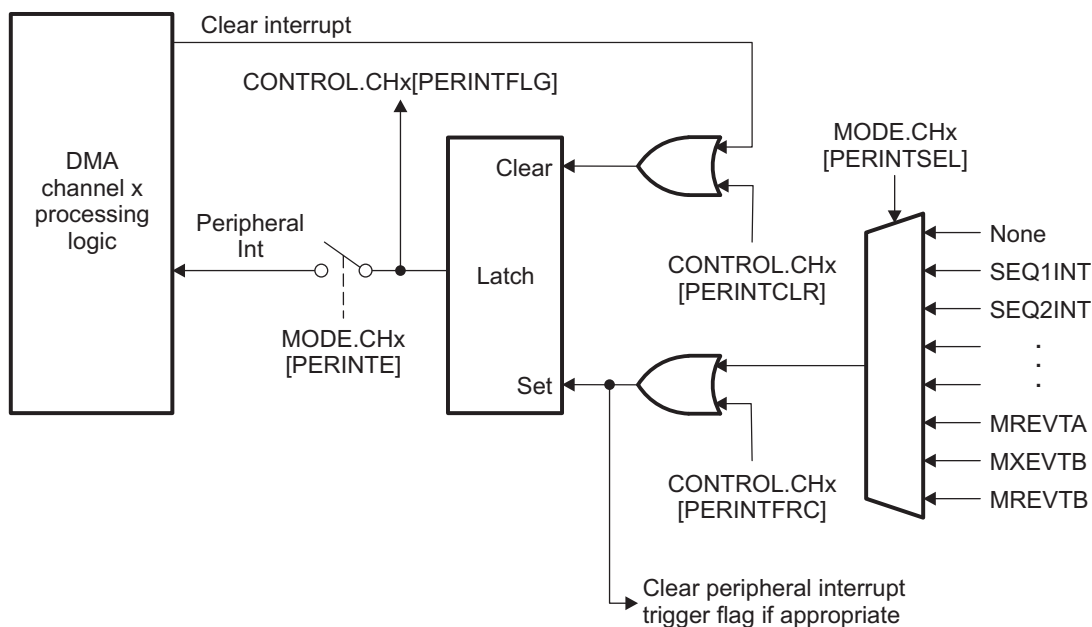 Clear interrupt
CONTROL.CHx[PERINTFLG]
MODE.CHx
[PERINTSEL]
DMA
channel x
processing
logic
Clear
Peripheral
Int
None
SEQ1INT
SEQ2INT
.
.
.
CONTROL.CHx
[PERINTCLR]
Latch
MODE.CHx
[PERINTE]
Set
MREVTA
MXEVTB
MREVTB
CONTROL.CHx
[PERINTFRC]
Clear peripheral interrupt
trigger flag if appropriate